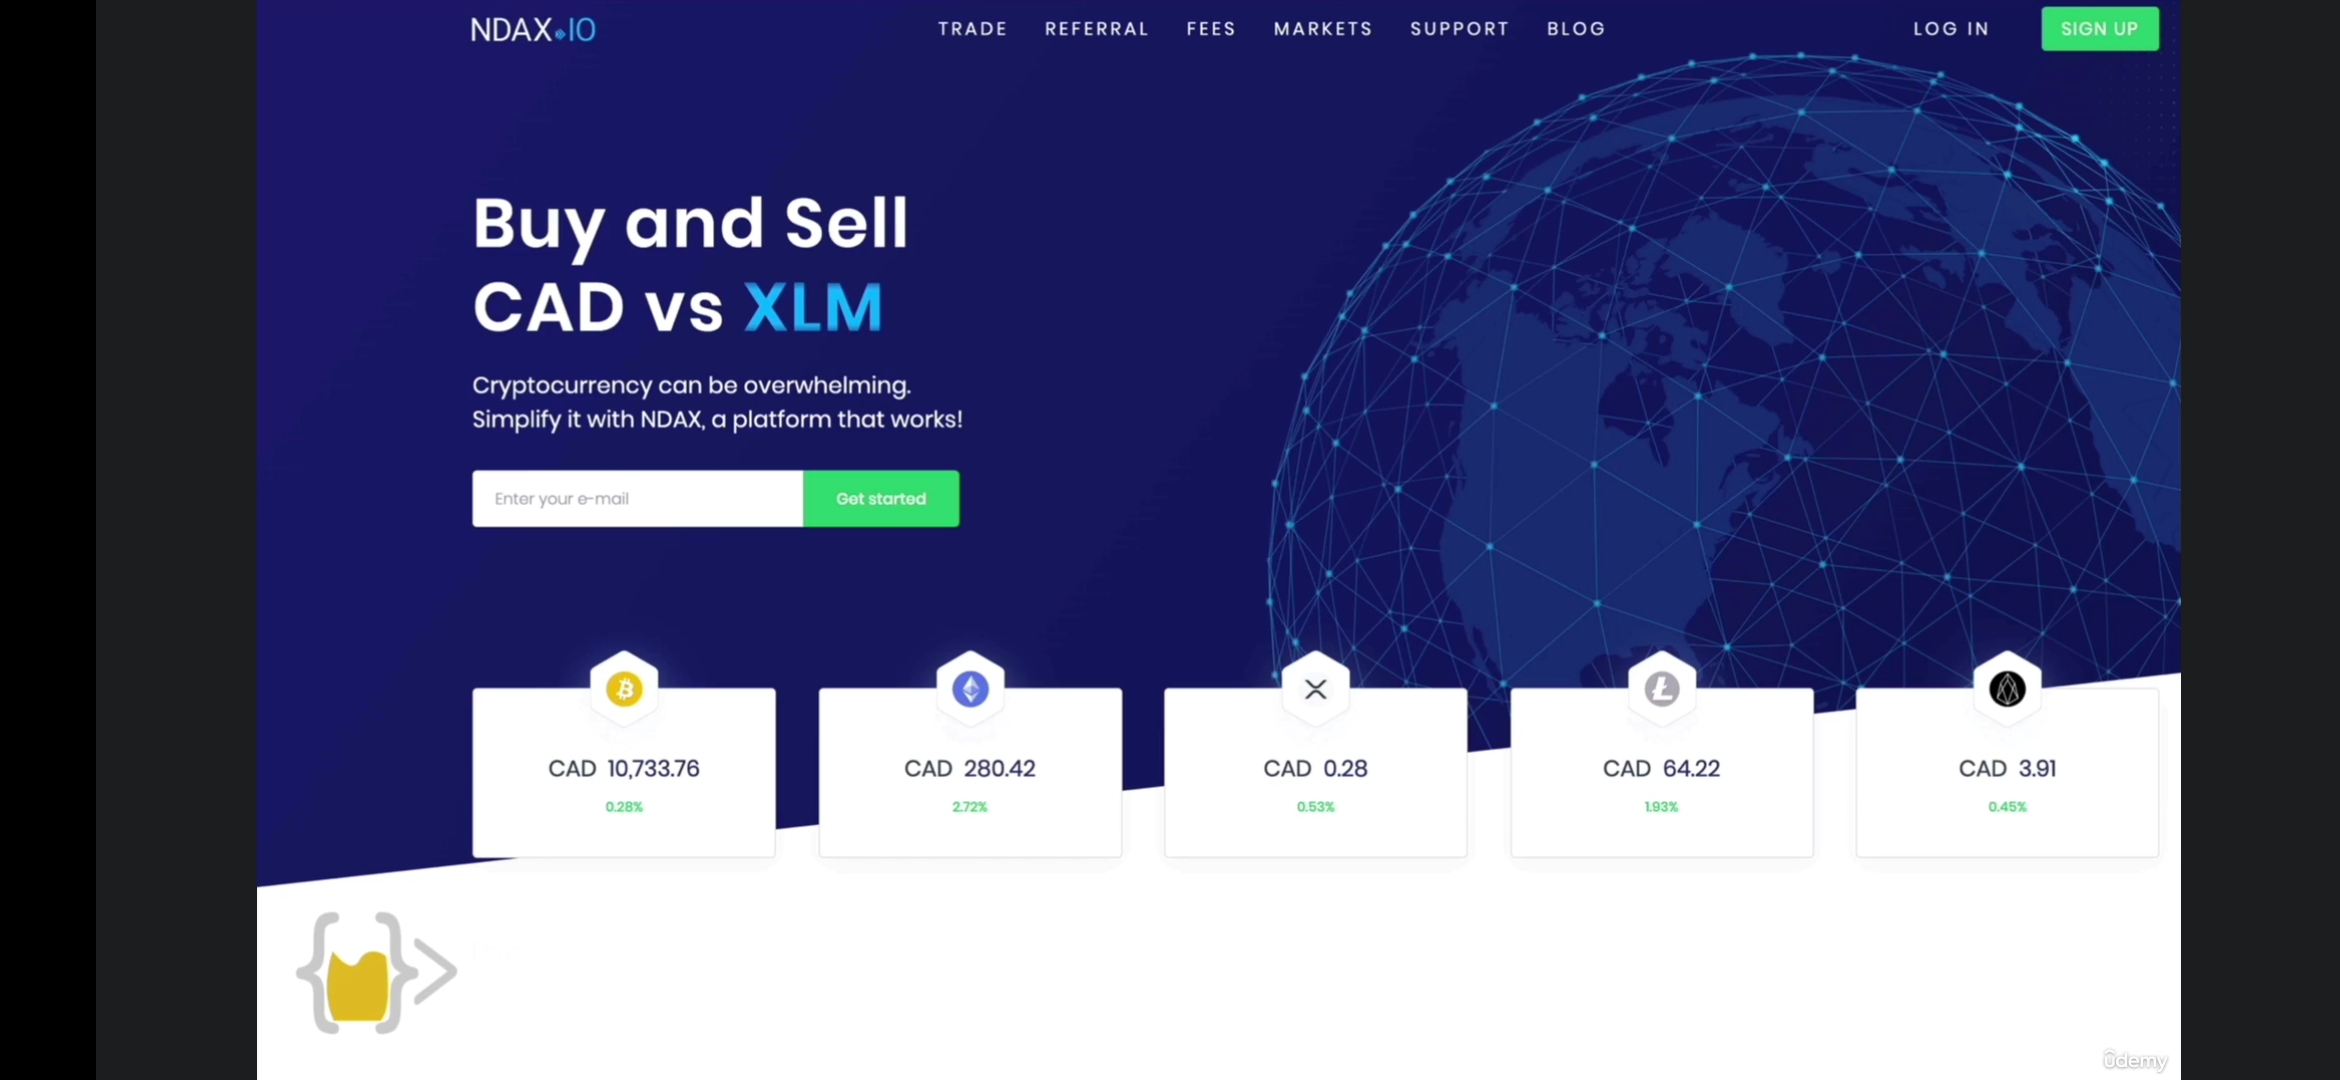 NDAX IO
TRADE REFERRAL FEES MARKETS SUPPORT BLOG LOG IN SIGN UP
Buy and Sell
CAD vs XLM
Cryptocurrency can be overwhelming.
Simplify it with NDAX, a platform that works!
Enter your e-mail Get started
CAD 10,733.76
0.28%
CAD 280.42
2.72%
CAD 0.28
0.53%
CAD 64.22
1.93%
CAD 3.91
0.45%
udemy